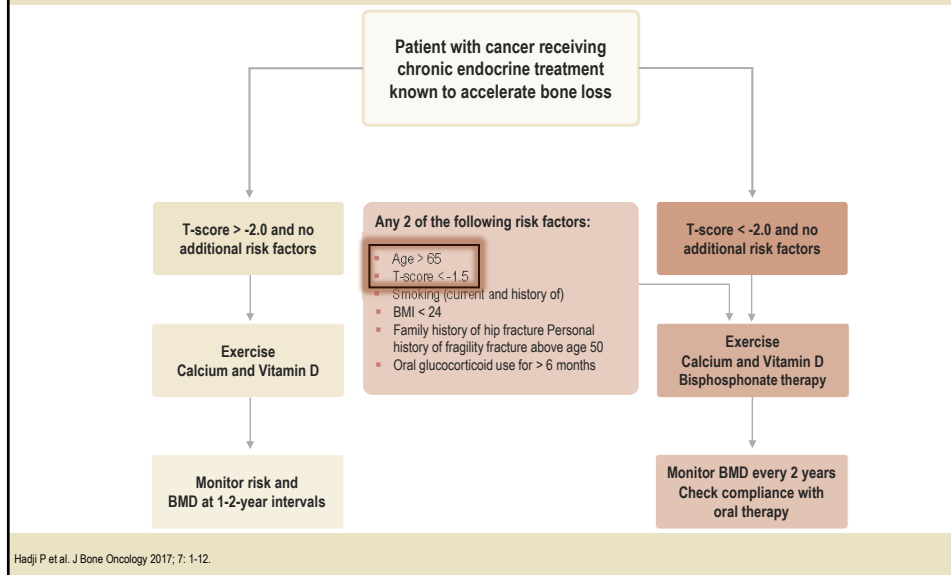 Patient with cancer receiving
chronic endocrine treatment
known to accelerate bone loss
T-score > -2.0 and no
additional risk factors
Exercise
Calcium and Vitamin D
Monitor risk and
BMD at 1-2-year intervals
Any 2 of the following risk factors:
▪ Age > 65
▪ T-score < -1.5
▪ Smoking (current and history of)
▪ BMI < 24
▪ Family history of hip fracture Personal
history of fragility fracture above age 50
▪ Oral glucocorticoid use for > 6 months
T-score < -2.0 and no
additional risk factors
Exercise
Calcium and Vitamin D
Bisphosphonate therapy
Monitor BMD every 2 years
Check compliance with
oral therapy
Hadji P et al. J Bone Oncology 2017; 7: 1-12.